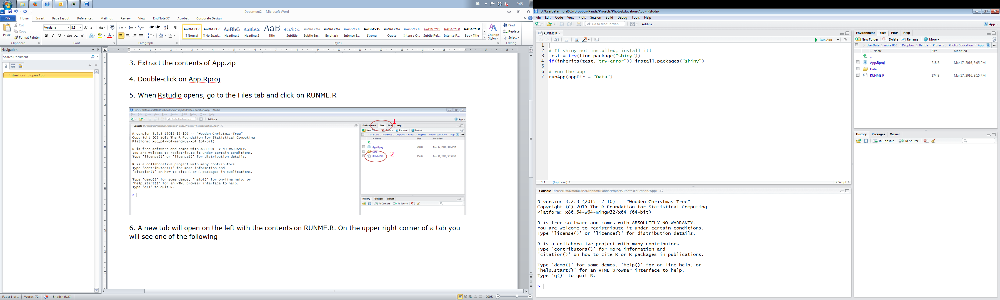 EN 9:05
Document2 - Microsoft Word
File Home Insert Page Layout References Mailings Review View EndNote X7 Acrobat Corporate Design
Paste
Cut
Copy
Format Painter
Clipboard
Verdana 8.5
Font
Paragraph
AaBbCcDc AaBbCcDc AaBbC AaBbCc AaB AaBbCc. AaBbCcDd AaBbCcDd AaBbCcDc AaBbCcDc AaBbCcDd AaBbCcDc AABBCCDD AABBCCDD AABBCCDD
¶ Normal ¶ No Spaci... Heading 1 Heading 2 Title Subtitle Subtle Em... Emphasis Intense E... Strong Quote Intense Q... Subtle Ref... Intense R... Book Title
Change Styles
Styles
Find
Replace
Select
Editing
Navigation
Search Document
Instructions to open App
3. Extract the contents of App.zip
4. Double-click on App.Rproj
5. When Rstudio opens, go to the Files tab and click on RUNME.R
D:/UserData/moral005/Dropbox/Panda/Projects/PhotosEducation/App - RStudio
File Edit Code View Plots Session Build Debug Tools Help
Go to file/function Addins App
Console D:/UserData/moral005/Dropbox/Panda/Projects/PhotosEducation/App/
R version 3.2.3 (2015-12-10) -- "Wooden Christmas-Tree"
Copyright (C) 2015 The R Foundation for Statistical Computing
Platform: x86_64-w64-mingw32/x64 (64-bit)
R is free software and comes with ABSOLUTELY NO WARRANTY.
You are welcome to redistribute it under certain conditions.
Type 'license()' or 'licence()' for distribution details.
R is a collaborative project with many contributors.
Type 'contributors()' for more information and
'citation()' on how to cite R or R packages in publications.
Type 'demo()' for some demos, 'help()' for on-line help, or
'help.start()' for an HTML browser interface to help.
Type 'q()' to quit R.
>
1
Environment Files Plots Help
New Folder Delete Rename More
UserData moral005 Dropbox Panda Projects PhotosEducation App
Name Size Modified
..
App.Rproj 218 B Mar 17, 2016, 3:05 PM
Data
RUNME.R 174 B Mar 17, 2016, 3:15 PM
2
History Packages Viewer
To Console To Source
6. A new tab will open on the left with the contents on RUNME.R. On the upper right corner of a tab you
will see one of the following
Page: 1 of 1 Words: 72 English (U.S.) 200%
D:/UserData/moral005/Dropbox/Panda/Projects/PhotosEducation/App - RStudio
File Edit Code View Plots Session Build Debug Tools Help
Go to file/function Addins App
RUNME.R
Run App
1
2 # If shiny not installed, install it!
3 test = try(find.package("shiny"))
4 if(inherits(test,"try-error")) install.packages("shiny")
5
6 # run the app
7 runApp(appDir = "Data")
1:1 (Top Level) R Script
Console D:/UserData/moral005/Dropbox/Panda/Projects/PhotosEducation/App/
R version 3.2.3 (2015-12-10) -- "Wooden Christmas-Tree"
Copyright (C) 2015 The R Foundation for Statistical Computing
Platform: x86_64-w64-mingw32/x64 (64-bit)
R is free software and comes with ABSOLUTELY NO WARRANTY.
You are welcome to redistribute it under certain conditions.
Type 'license()' or 'licence()' for distribution details.
R is a collaborative project with many contributors.
Type 'contributors()' for more information and
'citation()' on how to cite R or R packages in publications.
Type 'demo()' for some demos, 'help()' for on-line help, or
'help.start()' for an HTML browser interface to help.
Type 'q()' to quit R.
>
Environment Files Plots Help
New Folder Delete Rename More
UserData moral005 Dropbox Panda Projects PhotosEducation App
Name Size Modified
..
App.Rproj 218 B Mar 17, 2016, 3:05 PM
Data
RUNME.R 174 B Mar 17, 2016, 3:15 PM
History Packages Viewer
To Console To Source